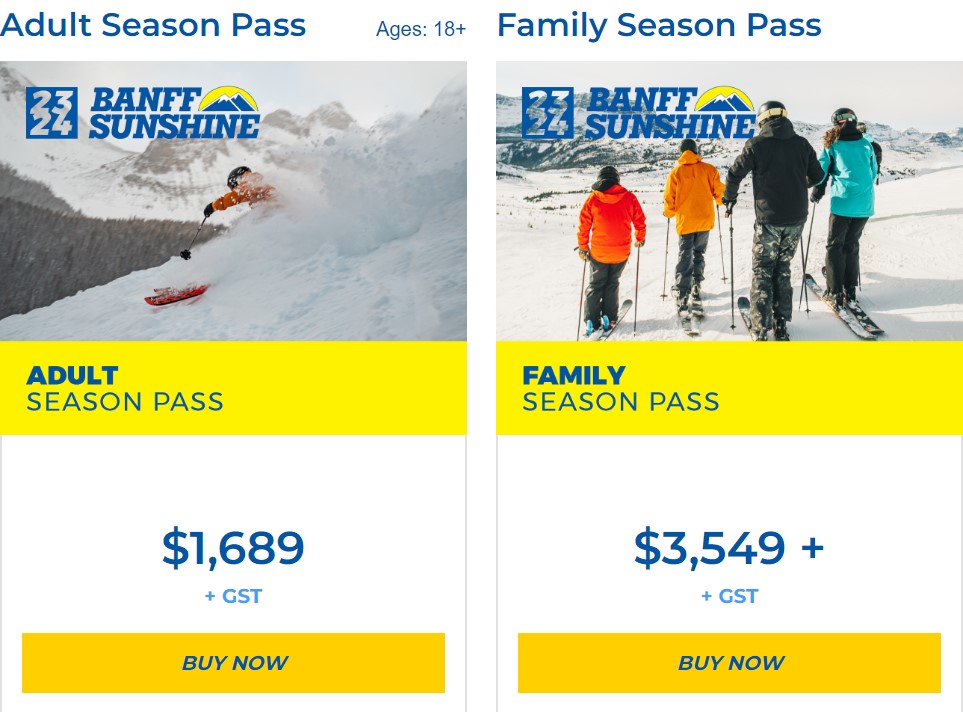 Adult Season Pass
Ages: 18+
23
24
BANFF
SUNSHINE
ADULT
SEASON PASS
$1,689
+ GST
BUY NOW
Family Season Pass
23
24
BANFF
SUNSHINE
FAMILY
SEASON PASS
$3,549 +
+ GST
BUY NOW